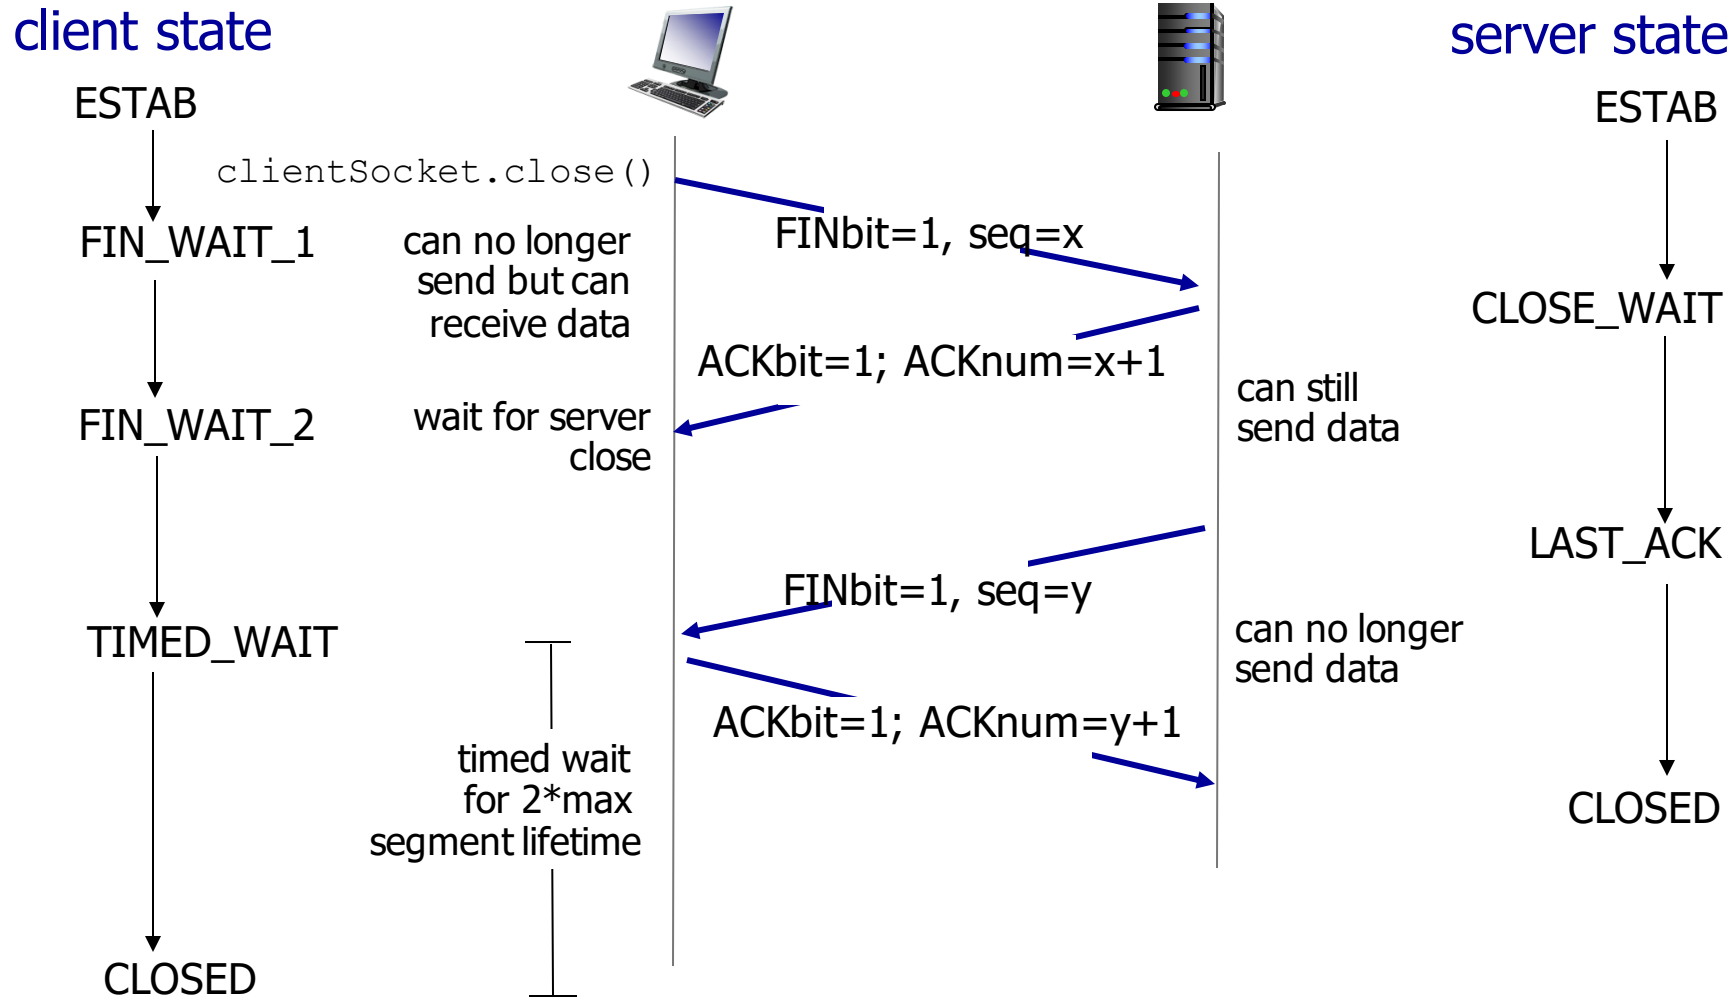 client state
server state
ESTAB
ESTAB
clientSocket.close()
FIN_WAIT_1
can no longer
send but can
receive data
FINbit=1, seq=x
CLOSE_WAIT
ACKbit=1; ACKnum=x+1
can still
send data
FIN_WAIT_2
wait for server
close
LAST_ACK
FINbit=1, seq=y
TIMED_WAIT
can no longer
send data
ACKbit=1; ACKnum=y+1
timed wait
for 2*max
segment lifetime
CLOSED
CLOSED